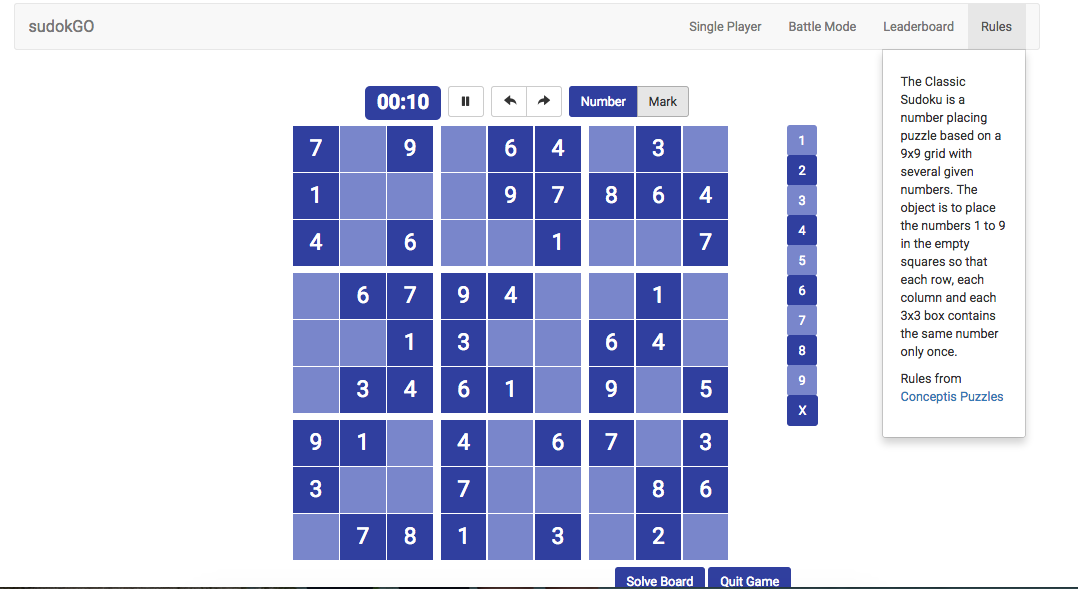 sudokGO Single Player Battle Mode Leaderboard Rules
00:10 Number Mark
7 9 6 4 3
1 9 7 8 6 4
4 6 1 7
6 7 9 4 1
1 3 6 4
3 4 6 1 9 5
9 1 4 6 7 3
3 7 8 6
7 8 1 3 2
1
2
3
4
5
6
7
8
9
X
The Classic
Sudoku is a
number placing
puzzle based on a
9x9 grid with
several given
numbers. The
object is to place
the numbers 1 to 9
in the empty
squares so that
each row, each
column and each
3x3 box contains
the same number
only once.
Rules from
Conceptis Puzzles
Solve Board Quit Game